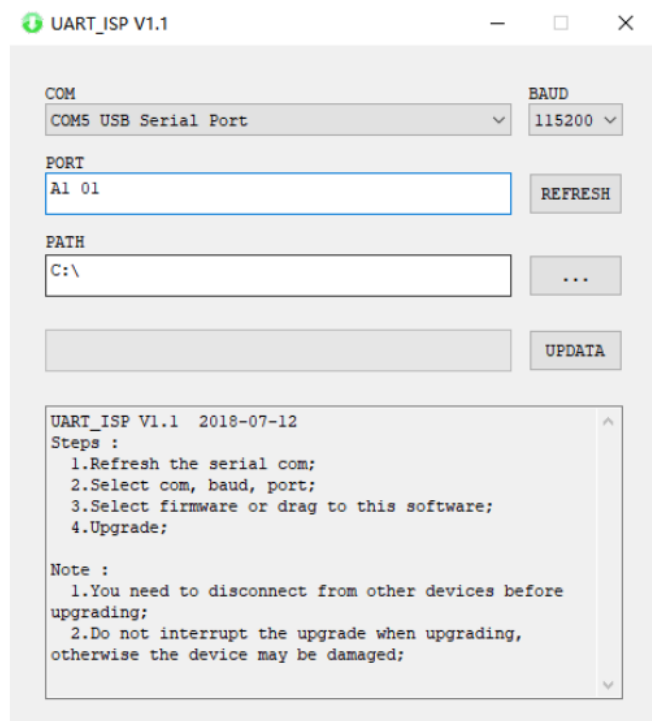 UART_ISP V1.1
COM
BAUD
COM5 USB Serial Port
115200
PORT
A1 01
REFRESH
PATH
C:\
...
UPDATA
UART_ISP V1.1  2018-07-12
Steps :
1.Refresh the serial com;
2.Select com, baud, port;
3.Select firmware or drag to this software;
4.Upgrade;
Note :
1.You need to disconnect from other devices before
upgrading;
2.Do not interrupt the upgrade when upgrading,
otherwise the device may be damaged;